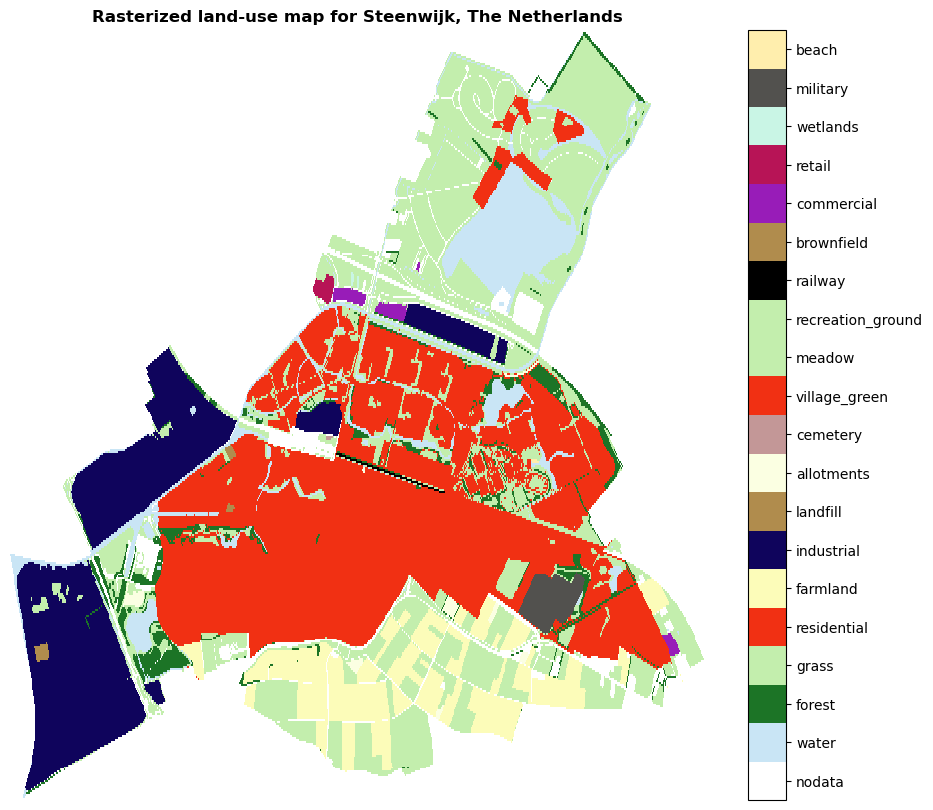 Rasterized land-use map for Steenwijk, The Netherlands
beach
military
wetlands
retail
commercial
brownfield
railway
recreation_ground
meadow
village_green
cemetery
allotments
landfill
industrial
farmland
residential
grass
forest
water
nodata